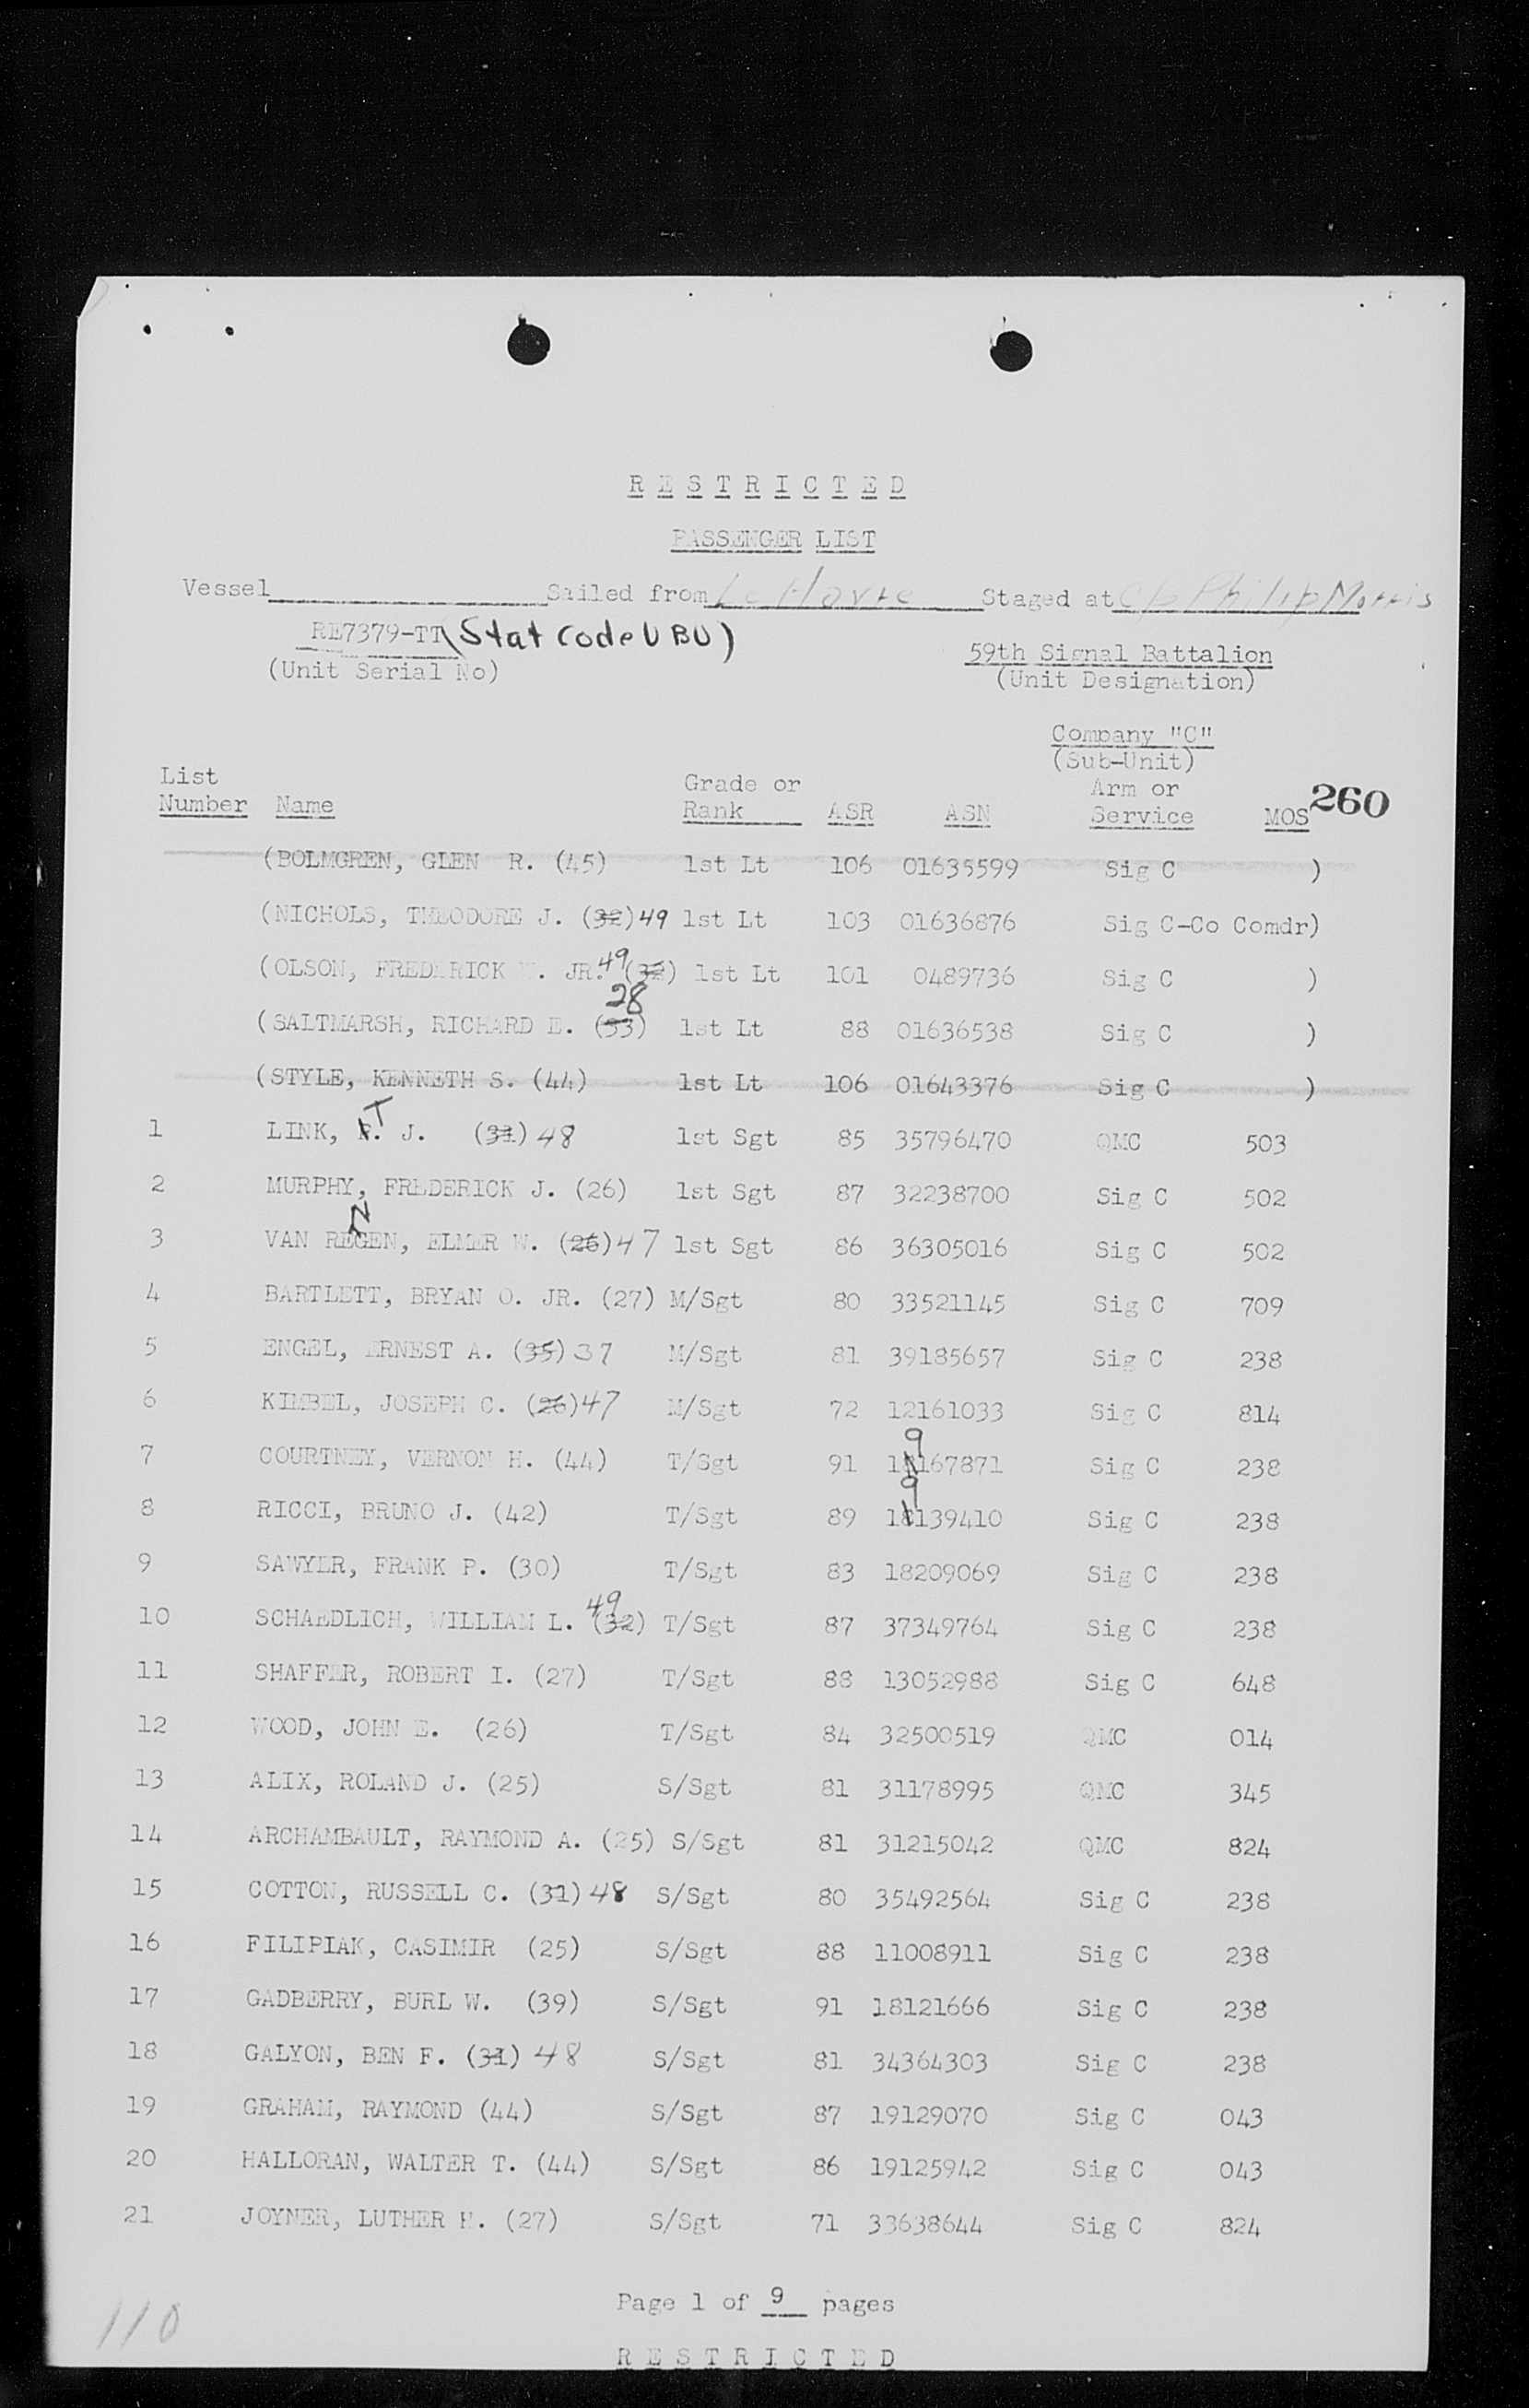 R E S T R I C T E D
PASSENGER LIST
Vessel Sailed from Le Havre Staged at Cp Philip Morris
RE7379-TT (Stat Code UBU)
59th Signal Battalion
(Unit Serial No)
(Unit Designation)
Company "C"
(Sub-Unit)
List Number Name Grade or Rank ASR ASN Arm or Service MOS 260
(BOLMGREN, GLEN R. (45) 1st Lt 106 01635599 Sig C )
(NICHOLS, THEODORE J. (32) 49 1st Lt 103 01636876 Sig C-Co Comdr)
(OLSON, FREDERICK . JR. 49 (32) 1st Lt 101 0489736 Sig C )
(SALTMARSH, RICHARD E. 28 (33) 1st Lt 88 01636538 Sig C )
(STYLE, KENNETH S. (44) 1st Lt 106 01643376 Sig C )
1 LINK, T J. (31) 48 1st Sgt 85 35796470 QMC 503
2 MURPHY, FREDERICK J. (26) 1st Sgt 87 32238700 Sig C 502
3 VAN REGEN, N ELMER W. (26) 47 1st Sgt 86 36305016 Sig C 502
4 BARTLETT, BRYAN O. JR. (27) M/Sgt 80 33521145 Sig C 709
5 ENGEL, ERNEST A. (35) 37 M/Sgt 81 39185657 Sig C 238
6 KIMBEL, JOSEPH C. (26) 47 M/Sgt 72 12161033 Sig C 814
7 COURTNEY, VERNON H. (44) T/Sgt 91 19167871 Sig C 238
8 RICCI, BRUNO J. (42) T/Sgt 89 19139410 Sig C 238
9 SAWYER, FRANK P. (30) T/Sgt 83 18209069 Sig C 238
10 SCHAEDLICH, WILLIAM L. 49 (32) T/Sgt 87 37349764 Sig C 238
11 SHAFFER, ROBERT I. (27) T/Sgt 88 13052988 Sig C 648
12 WOOD, JOHN E. (26) T/Sgt 84 32500519 QMC 014
13 ALIX, ROLAND J. (25) S/Sgt 81 31178995 QMC 345
14 ARCHAMBAULT, RAYMOND A. (25) S/Sgt 81 31215042 QMC 824
15 COTTON, RUSSELL C. (31) 48 S/Sgt 80 35492564 Sig C 238
16 FILIPIAK, CASIMIR (25) S/Sgt 88 11008911 Sig C 238
17 GADBERRY, BURL W. (39) S/Sgt 91 18121666 Sig C 238
18 GALYON, BEN F. (31) 48 S/Sgt 81 34364303 Sig C 238
19 GRAHAM, RAYMOND (44) S/Sgt 87 19129070 Sig C 043
20 HALLORAN, WALTER T. (44) S/Sgt 86 19125942 Sig C 043
21 JOYNER, LUTHER H. (27) S/Sgt 71 33638644 Sig C 824
Page 1 of 9 pages
110
R E S T R I C T E D